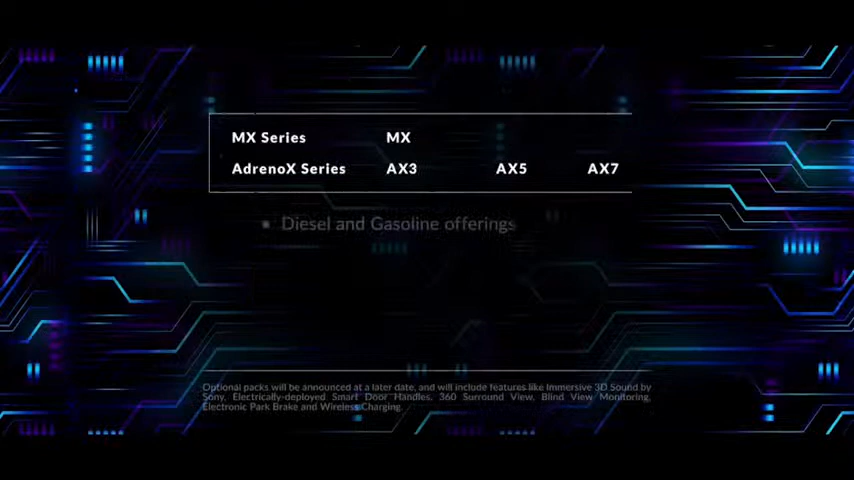 MX Series MX
AdrenoX Series AX3 AX5 AX7
Diesel and Gasoline offerings
Optional packs will be announced at a later date, and will include features like Immersive 3D Sound by
Sony, Electrically-deployed Smart Door Handles, 360 Surround View, Blind View Monitoring,
Electronic Park Brake and Wireless Charging.